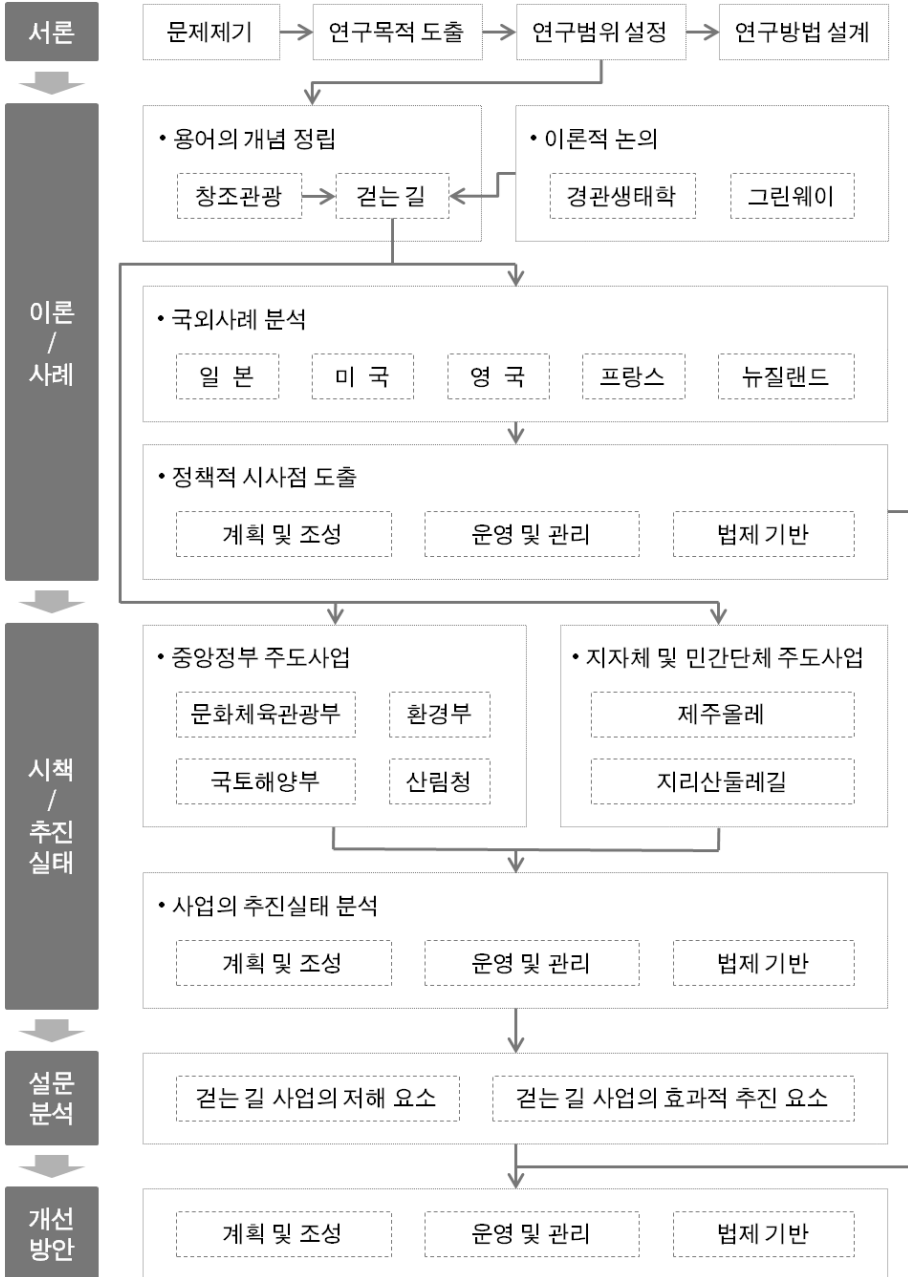 서론
문제제기 연구목적 도출 연구범위 설정 연구방법 설계
이론
/
사례
• 용어의 개념 정립
창조관광 걷는 길
• 이론적 논의
경관생태학 그린웨이
• 국외사례 분석
일 본 미 국 영 국 프랑스 뉴질랜드
• 정책적 시사점 도출
계획 및 조성 운영 및 관리 법제 기반
시책
/
추진
실태
• 중앙정부 주도사업
문화체육관광부 환경부
국토해양부 산림청
• 지자체 및 민간단체 주도사업
제주올레
지리산둘레길
• 사업의 추진실태 분석
계획 및 조성 운영 및 관리 법제 기반
설문
분석
걷는 길 사업의 저해 요소 걷는 길 사업의 효과적 추진 요소
개선
방안
계획 및 조성 운영 및 관리 법제 기반